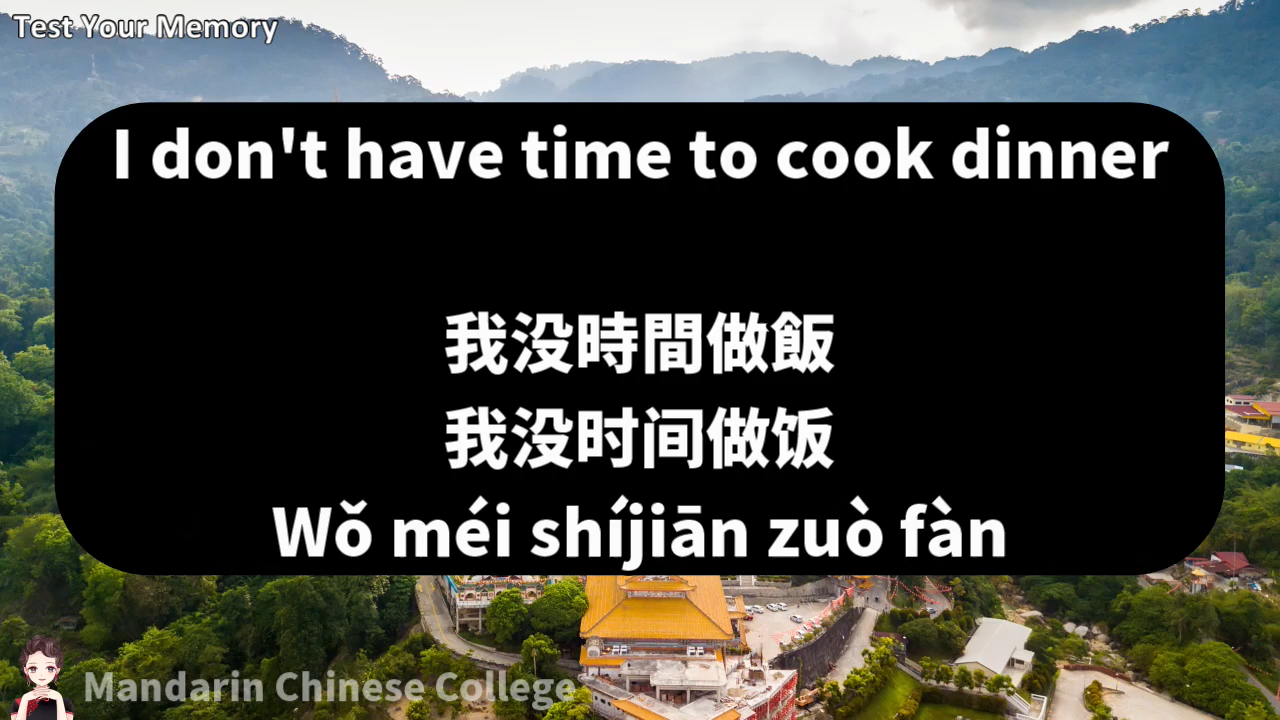 Test Your Memory
I don't have time to cook dinner
我没時間做飯
我没时间做饭
Wǒ méi shíjiān zuò fàn
Mandarin Chinese College